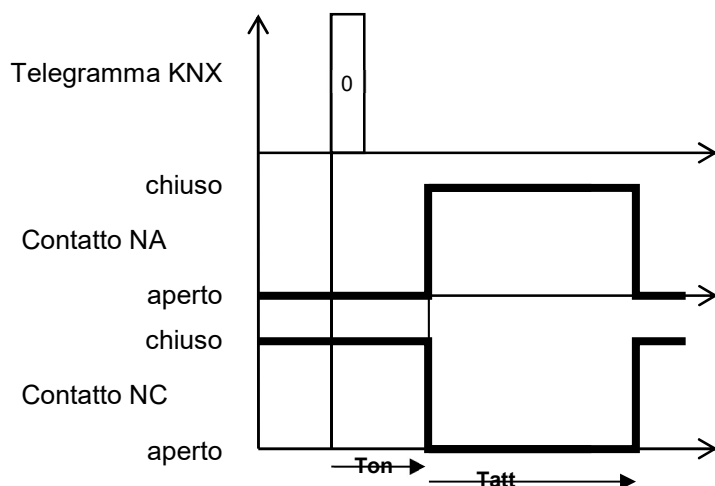 Telegramma KNX
0
chiuso
Contatto NA
aperto
chiuso
Contatto NC
aperto
Ton
Tatt